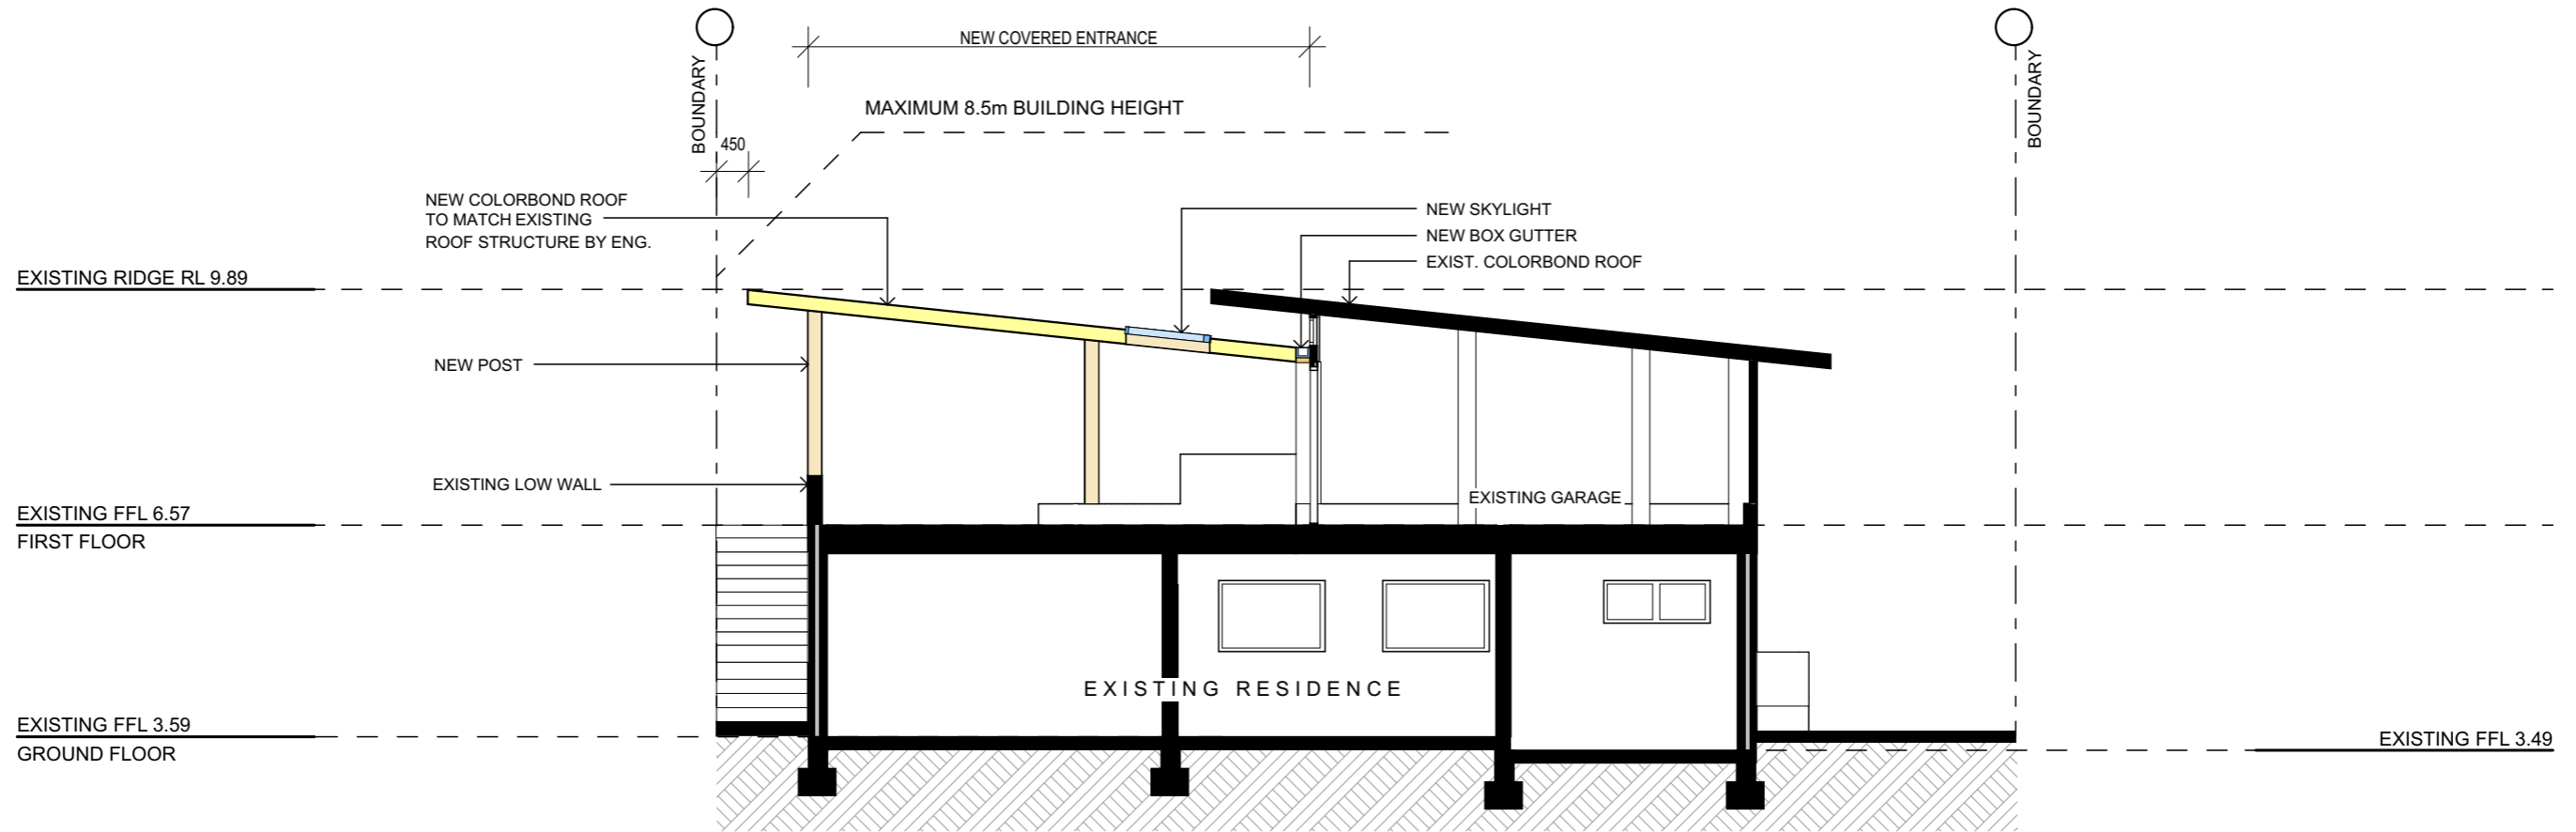 NEW COVERED ENTRANCE
BOUNDARY
BOUNDARY
MAXIMUM 8.5m BUILDING HEIGHT
450
NEW COLORBOND ROOF
TO MATCH EXISTING
ROOF STRUCTURE BY ENG.
NEW SKYLIGHT
NEW BOX GUTTER
EXIST. COLORBOND ROOF
EXISTING RIDGE RL 9.89
NEW POST
EXISTING LOW WALL
EXISTING GARAGE
EXISTING FFL 6.57
FIRST FLOOR
EXISTING RESIDENCE
EXISTING FFL 3.59
GROUND FLOOR
EXISTING FFL 3.49